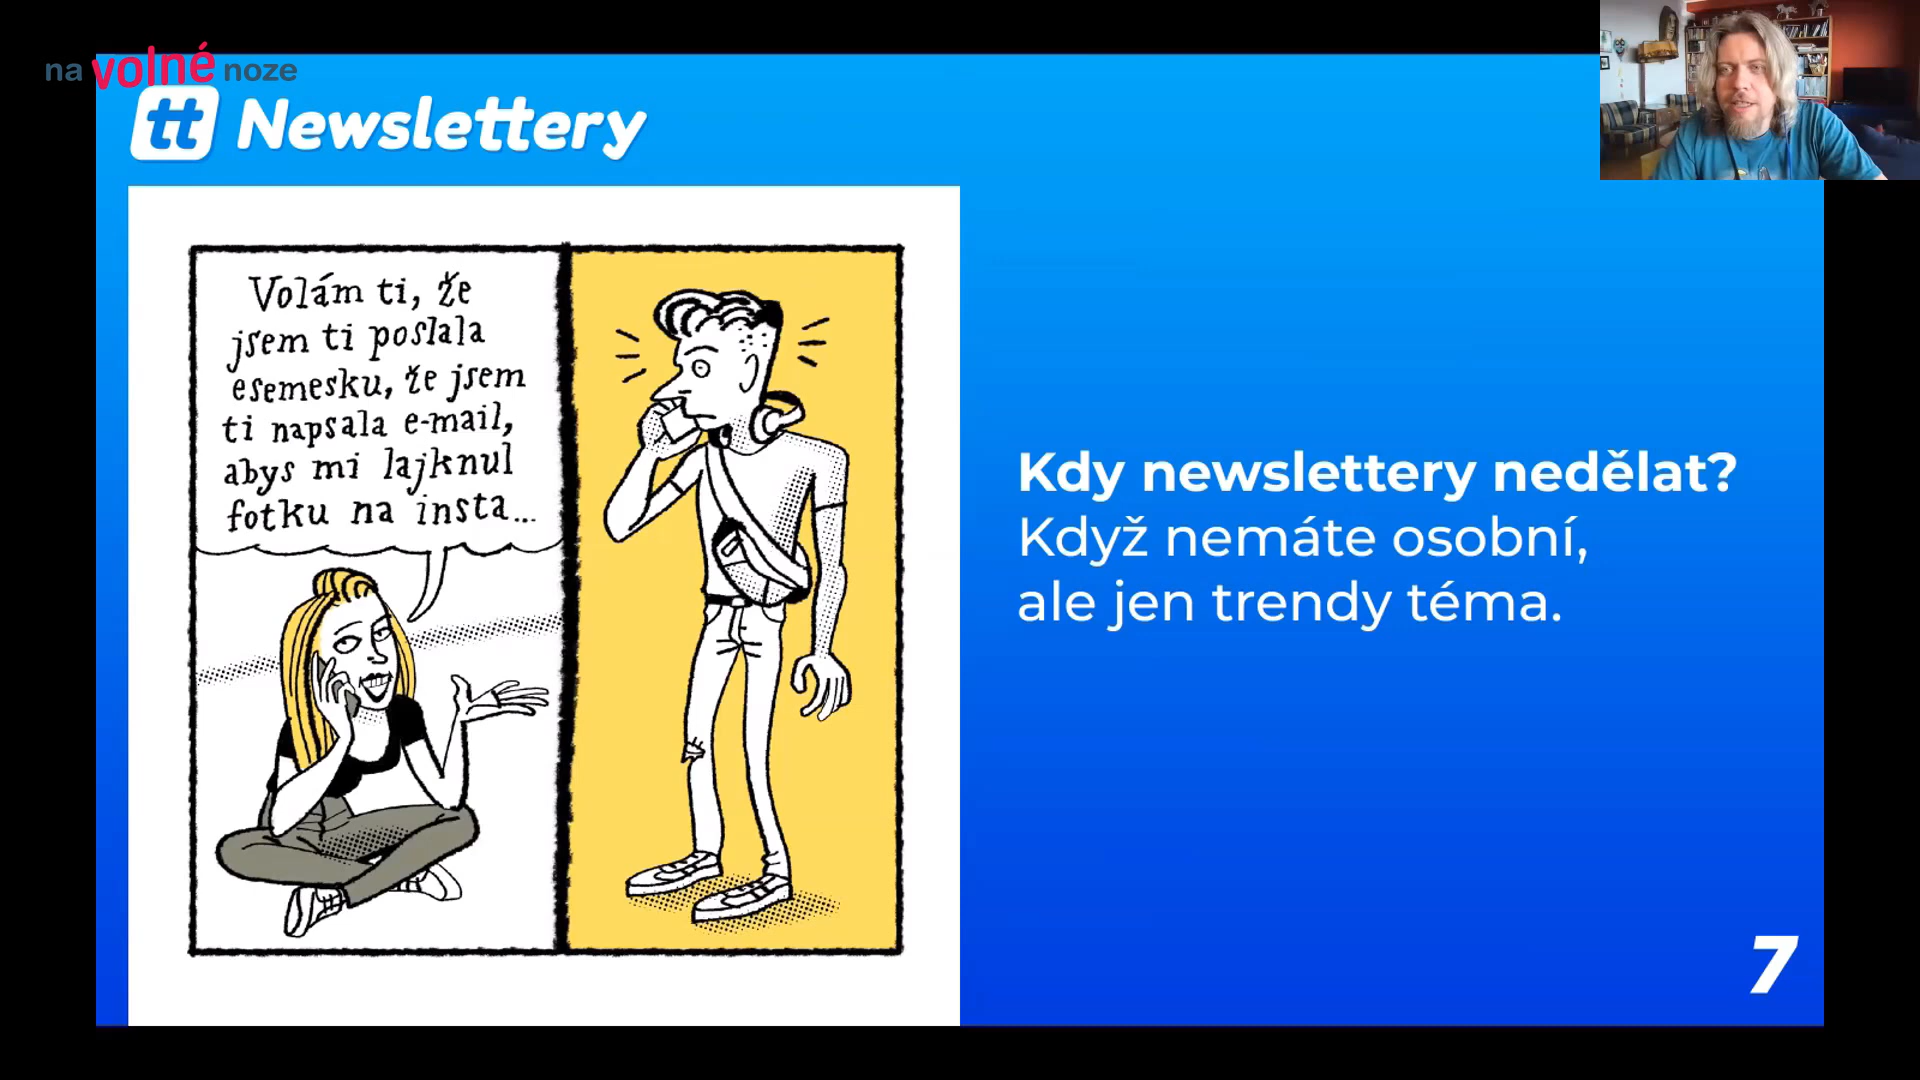 na volné noze
tt Newslettery
Volám ti, že
jsem ti poslala
esemesku, že jsem
ti napsala e-mail,
abys mi lajknul
fotku na insta...
Kdy newslettery nedělat?
Když nemáte osobní,
ale jen trendy téma.
7